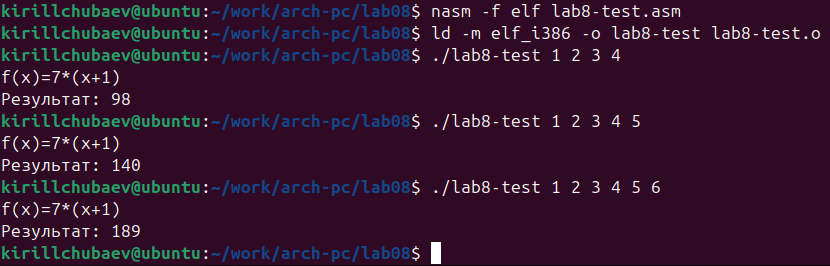 kirillchubaev@ubuntu:~/work/arch-pc/lab08$ nasm -f elf lab8-test.asm
kirillchubaev@ubuntu:~/work/arch-pc/lab08$ ld -m elf_i386 -o lab8-test lab8-test.o
kirillchubaev@ubuntu:~/work/arch-pc/lab08$ ./lab8-test 1 2 3 4
f(x)=7*(x+1)
Результат: 98
kirillchubaev@ubuntu:~/work/arch-pc/lab08$ ./lab8-test 1 2 3 4 5
f(x)=7*(x+1)
Результат: 140
kirillchubaev@ubuntu:~/work/arch-pc/lab08$ ./lab8-test 1 2 3 4 5 6
f(x)=7*(x+1)
Результат: 189
kirillchubaev@ubuntu:~/work/arch-pc/lab08$